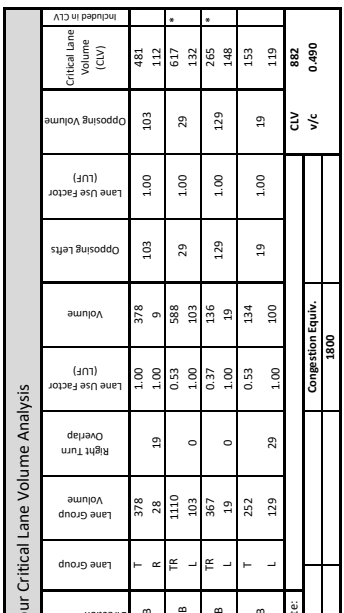 ur Critical Lane Volume Analysis
Lane Group
Lane Group
Volume
Right Turn
Overlap
Lane Use Factor
(LUF)
Volume
Opposing Lefts
Lane Use Factor
(LUF)
Opposing Volume
Critical Lane
Volume
(CLV)
Included in CLV
B T 378 1.00 378 103 1.00 103 481
R 28 19 1.00 9 112
TR 1110 0.53 588 29 1.00 29 617 *
B L 103 0 1.00 103 132
TR 367 0.37 136 129 1.00 129 265 *
B L 19 0 1.00 19 148
T 252 0.53 134 19 1.00 19 153
B L 129 29 1.00 100 119
te: CLV 882
Congestion Equiv. v/c 0.490
1800